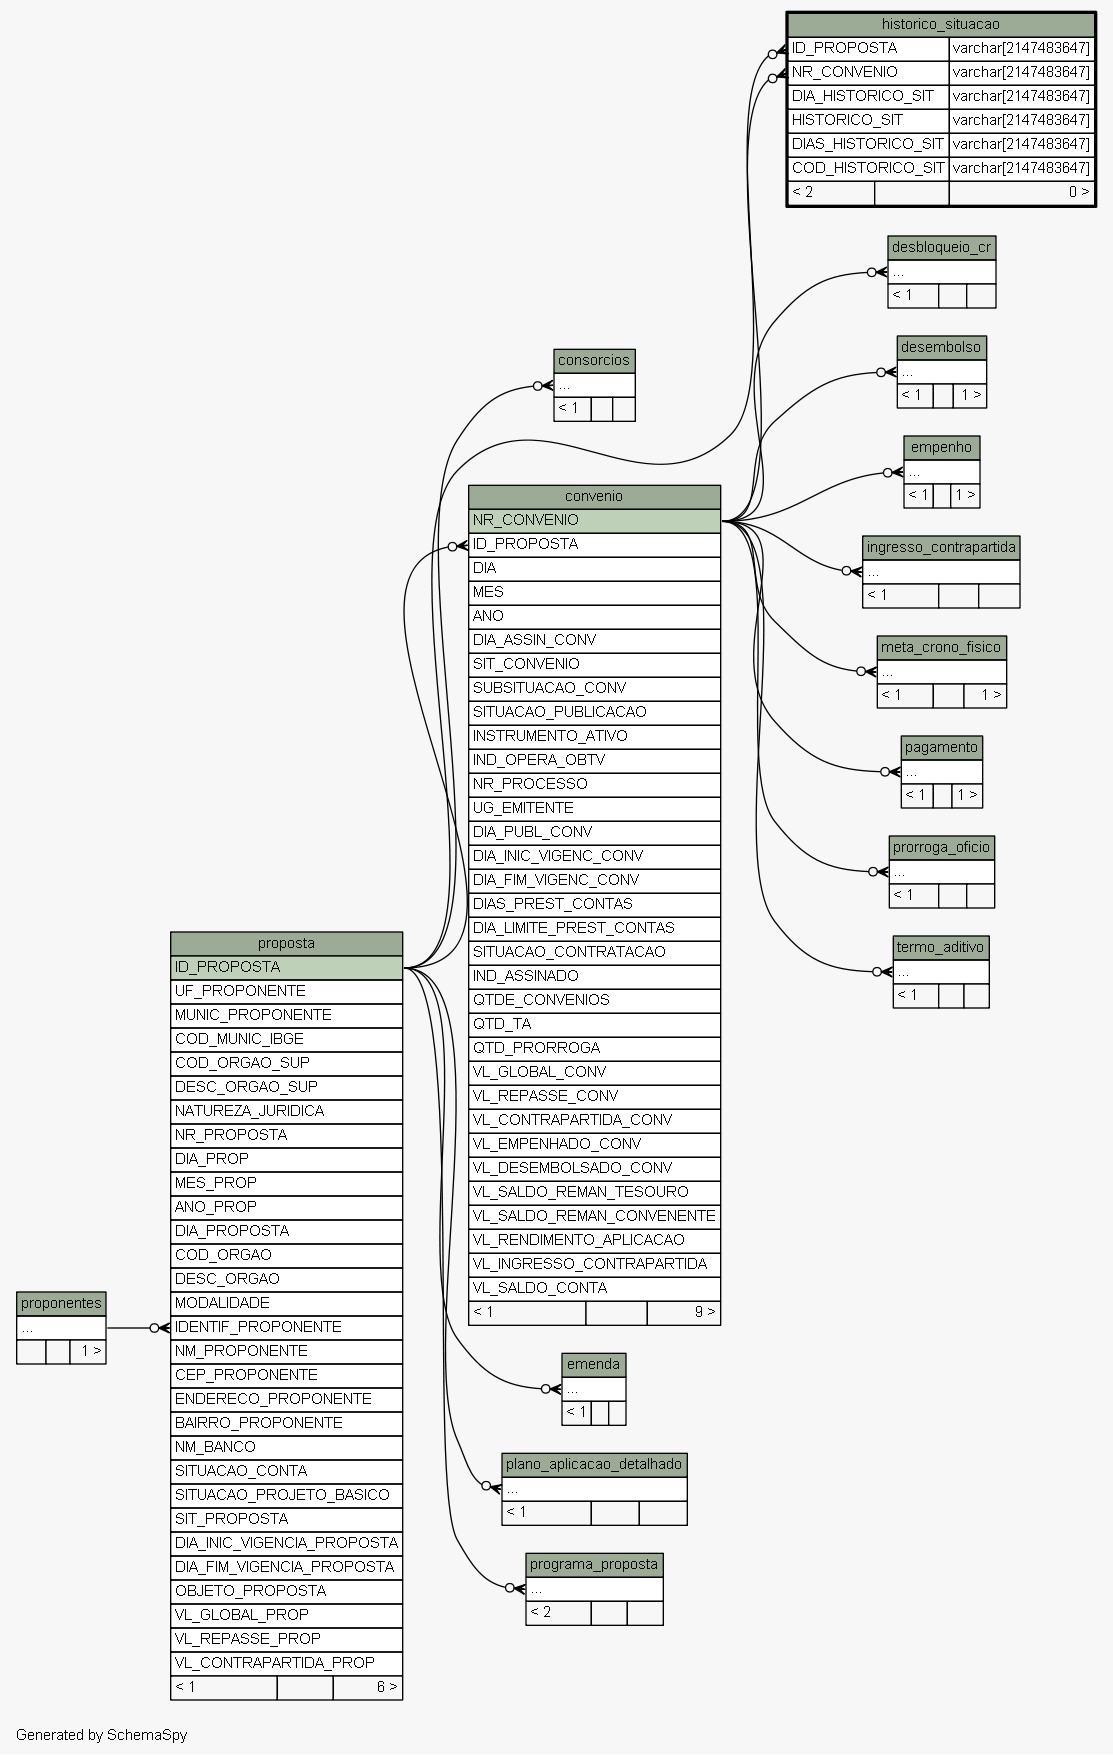 historico_situacao
ID_PROPOSTA varchar[2147483647]
NR_CONVENIO varchar[2147483647]
DIA_HISTORICO_SIT varchar[2147483647]
HISTORICO_SIT varchar[2147483647]
DIAS_HISTORICO_SIT varchar[2147483647]
COD_HISTORICO_SIT varchar[2147483647]
< 2 0 >
desbloqueio_cr
...
< 1
desembolso
...
< 1 1 >
consorcios
...
< 1
empenho
...
< 1 1 >
convenio
NR_CONVENIO
ID_PROPOSTA
DIA
MES
ANO
DIA_ASSIN_CONV
SIT_CONVENIO
SUBSITUACAO_CONV
SITUACAO_PUBLICACAO
INSTRUMENTO_ATIVO
IND_OPERA_OBTV
NR_PROCESSO
UG_EMITENTE
DIA_PUBL_CONV
DIA_INIC_VIGENC_CONV
DIA_FIM_VIGENC_CONV
DIAS_PREST_CONTAS
DIA_LIMITE_PREST_CONTAS
SITUACAO_CONTRATACAO
IND_ASSINADO
QTDE_CONVENIOS
QTD_TA
QTD_PRORROGA
VL_GLOBAL_CONV
VL_REPASSE_CONV
VL_CONTRAPARTIDA_CONV
VL_EMPENHADO_CONV
VL_DESEMBOLSADO_CONV
VL_SALDO_REMAN_TESOURO
VL_SALDO_REMAN_CONVENENTE
VL_RENDIMENTO_APLICACAO
VL_INGRESSO_CONTRAPARTIDA
VL_SALDO_CONTA
< 1 9 >
ingresso_contrapartida
...
< 1
meta_crono_fisico
...
< 1 1 >
pagamento
...
< 1 1 >
prorroga_oficio
...
< 1
termo_aditivo
...
< 1
proposta
ID_PROPOSTA
UF_PROPONENTE
MUNIC_PROPONENTE
COD_MUNIC_IBGE
COD_ORGAO_SUP
DESC_ORGAO_SUP
NATUREZA_JURIDICA
NR_PROPOSTA
DIA_PROP
MES_PROP
ANO_PROP
DIA_PROPOSTA
COD_ORGAO
DESC_ORGAO
MODALIDADE
IDENTIF_PROPONENTE
NM_PROPONENTE
CEP_PROPONENTE
ENDERECO_PROPONENTE
BAIRRO_PROPONENTE
NM_BANCO
SITUACAO_CONTA
SITUACAO_PROJETO_BASICO
SIT_PROPOSTA
DIA_INIC_VIGENCIA_PROPOSTA
DIA_FIM_VIGENCIA_PROPOSTA
OBJETO_PROPOSTA
VL_GLOBAL_PROP
VL_REPASSE_PROP
VL_CONTRAPARTIDA_PROP
< 1 6 >
proponentes
...
1 >
emenda
...
< 1
plano_aplicacao_detalhado
...
< 1
programa_proposta
...
< 2
Generated by SchemaSpy